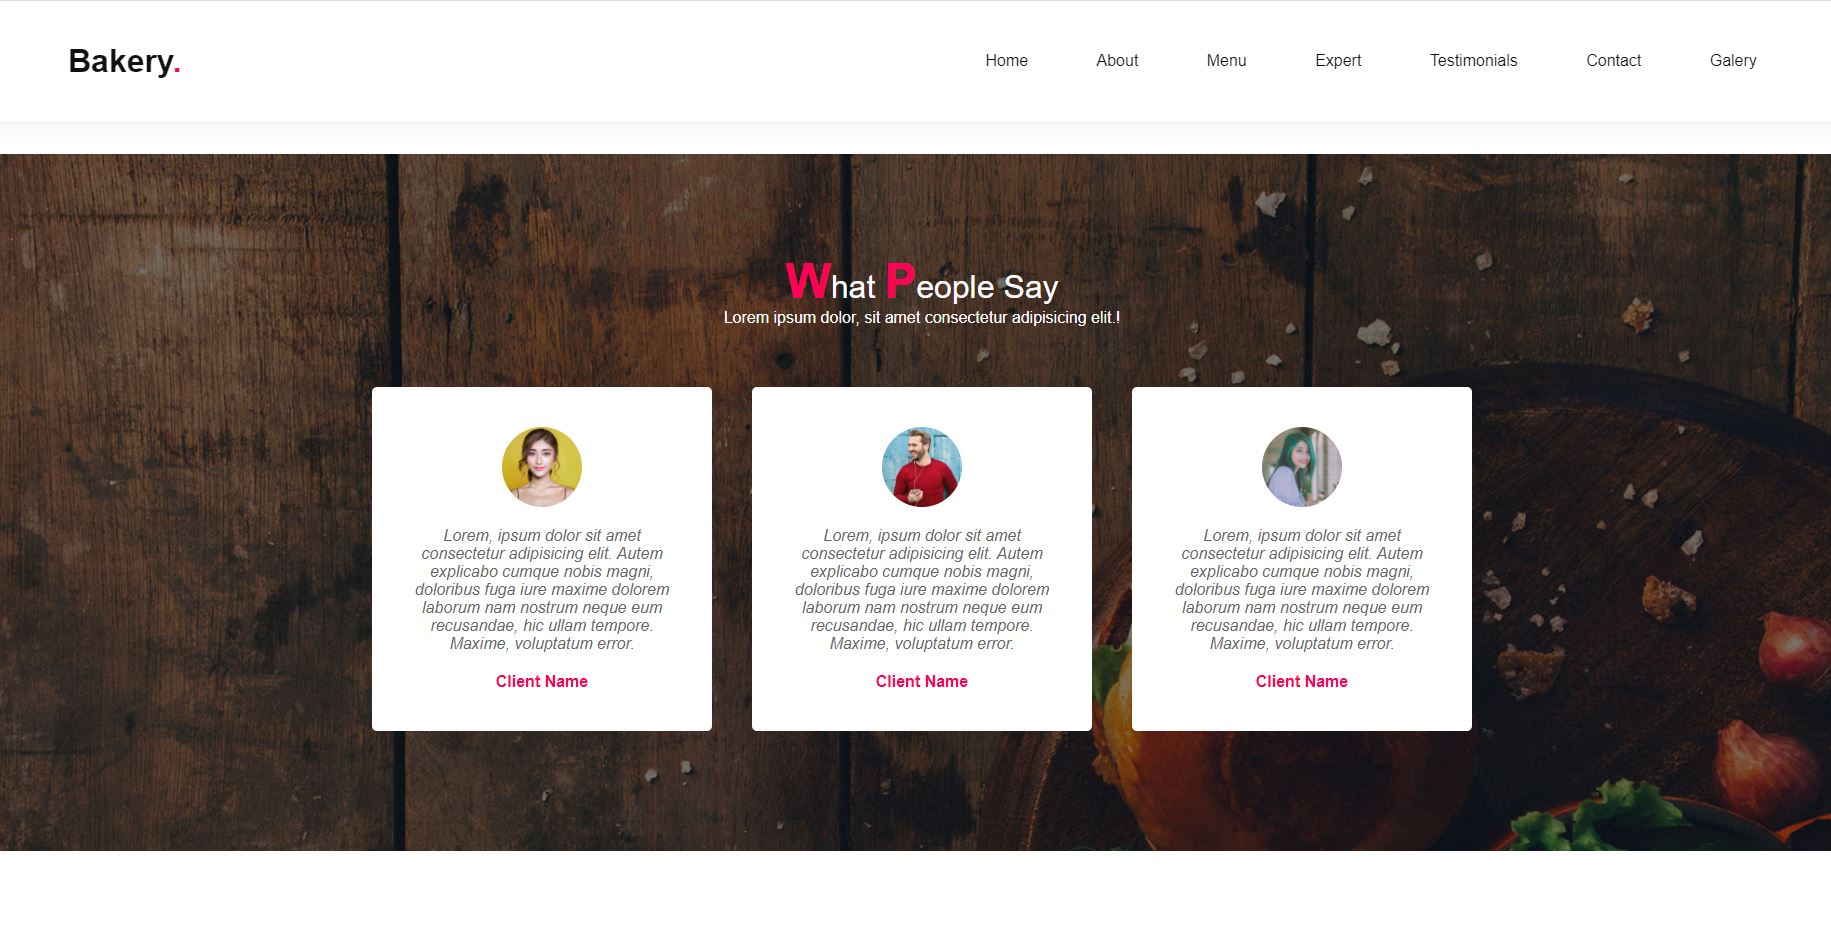 Bakery.
Home About Menu Expert Testimonials Contact Galery
What People Say
Lorem ipsum dolor, sit amet consectetur adipisicing elit.!
Lorem, ipsum dolor sit amet
consectetur adipisicing elit. Autem
explicabo cumque nobis magni,
doloribus fuga iure maxime dolorem
laborum nam nostrum neque eum
recusandae, hic ullam tempore.
Maxime, voluptatum error.
Client Name
Lorem, ipsum dolor sit amet
consectetur adipisicing elit. Autem
explicabo cumque nobis magni,
doloribus fuga iure maxime dolorem
laborum nam nostrum neque eum
recusandae, hic ullam tempore.
Maxime, voluptatum error.
Client Name
Lorem, ipsum dolor sit amet
consectetur adipisicing elit. Autem
explicabo cumque nobis magni,
doloribus fuga iure maxime dolorem
laborum nam nostrum neque eum
recusandae, hic ullam tempore.
Maxime, voluptatum error.
Client Name